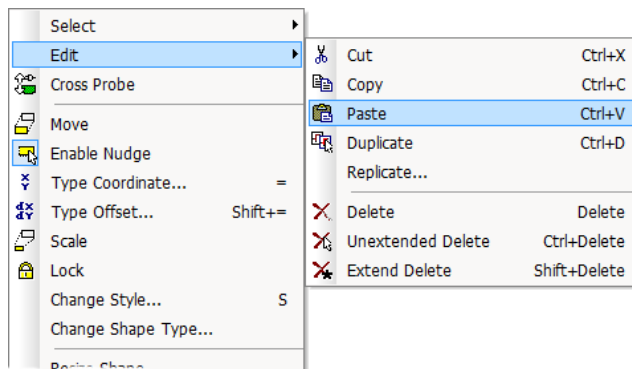 Select
Edit
Cross Probe
Move
Enable Nudge
Type Coordinate... =
Type Offset... Shift+=
Scale
Lock
Change Style... S
Change Shape Type...
Cut Ctrl+X
Copy Ctrl+C
Paste Ctrl+V
Duplicate Ctrl+D
Replicate...
Delete Delete
Unextended Delete Ctrl+Delete
Extend Delete Shift+Delete